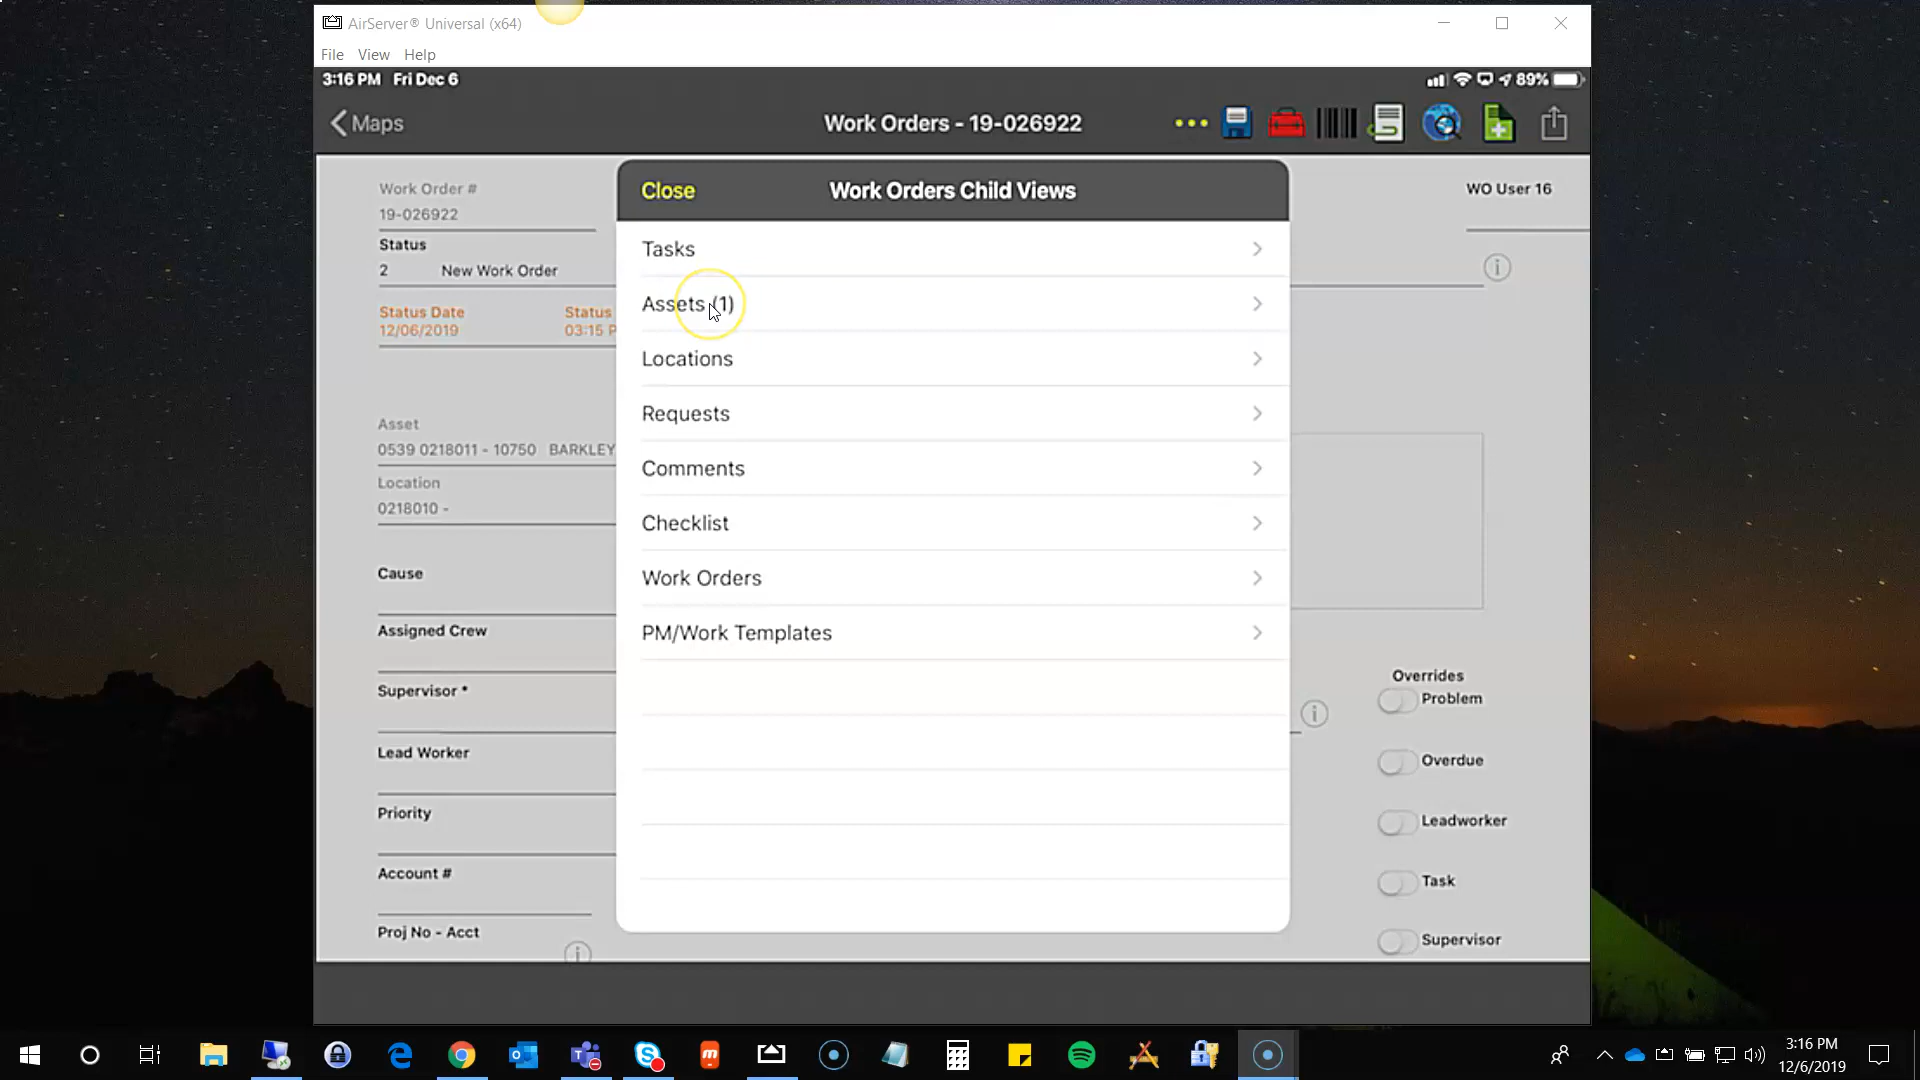 AirServer® Universal (x64)
File View Help
3:16 PM Fri Dec 6
89%
Maps
Work Orders - 19-026922
Close
Work Orders Child Views
Tasks
Assets (1)
Locations
Requests
Comments
Checklist
Work Orders
PM/Work Templates
Work Order #
19-026922
WO User 16
Status
2 New Work Order
Status Date
Status
12/06/2019
03:15 P
Asset
0539 0218011 - 10750 BARKLEY
Location
0218010 -
Cause
Assigned Crew
Supervisor *
Lead Worker
Priority
Account #
Proj No - Acct
Overrides
Problem
Overdue
Leadworker
Task
Supervisor
3:16 PM
12/6/2019